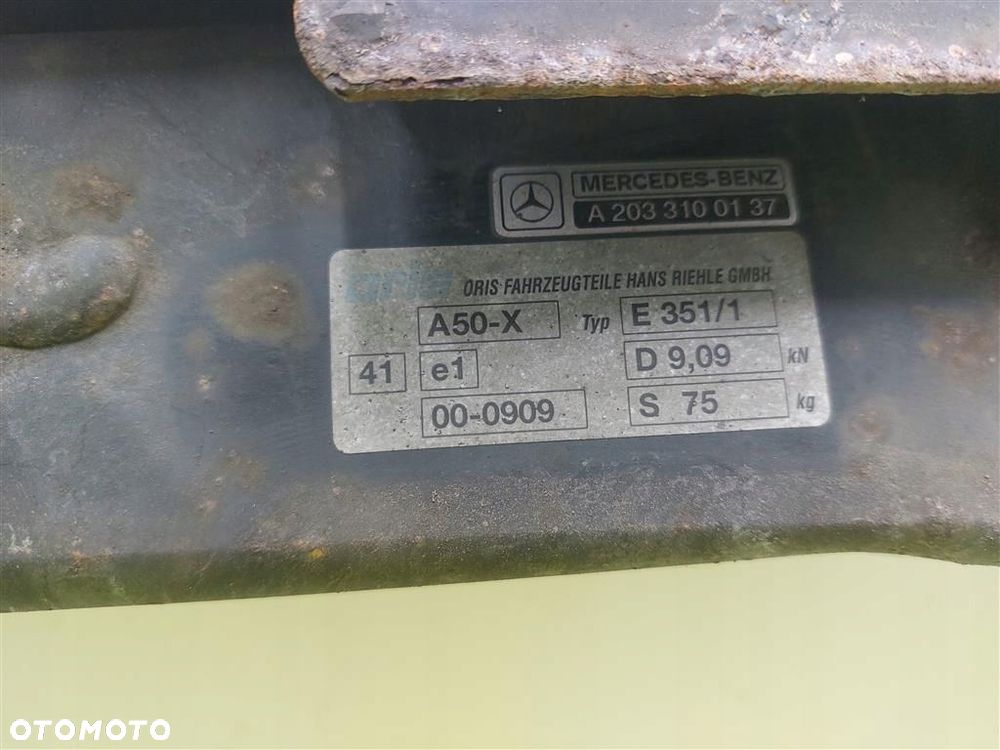 MERCEDES-BENZ
A 203 310 01 37
oris ORIS FAHRZEUGTEILE HANS RIEHLE GMBH
A50-X Typ E 351/1
41 e1 D 9,09 kN
00-0909 S 75 kg
OTOMOTO